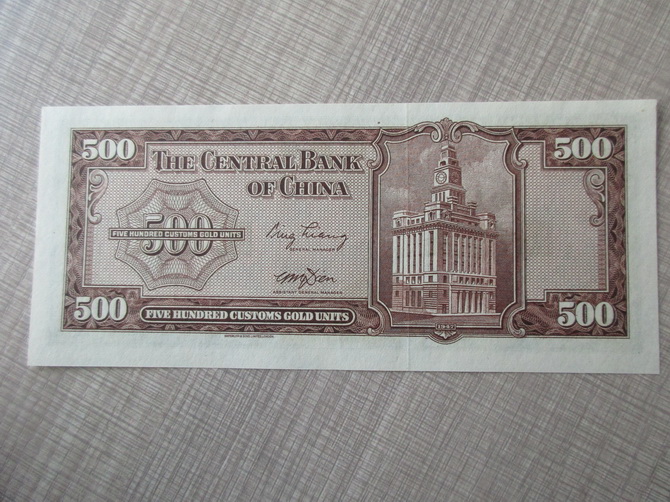 500
500
THE CENTRAL BANK
OF CHINA
500
FIVE HUNDRED CUSTOMS GOLD UNITS
GENERAL MANAGER
ASSISTANT GENERAL MANAGER
500
FIVE HUNDRED CUSTOMS GOLD UNITS
1947
500